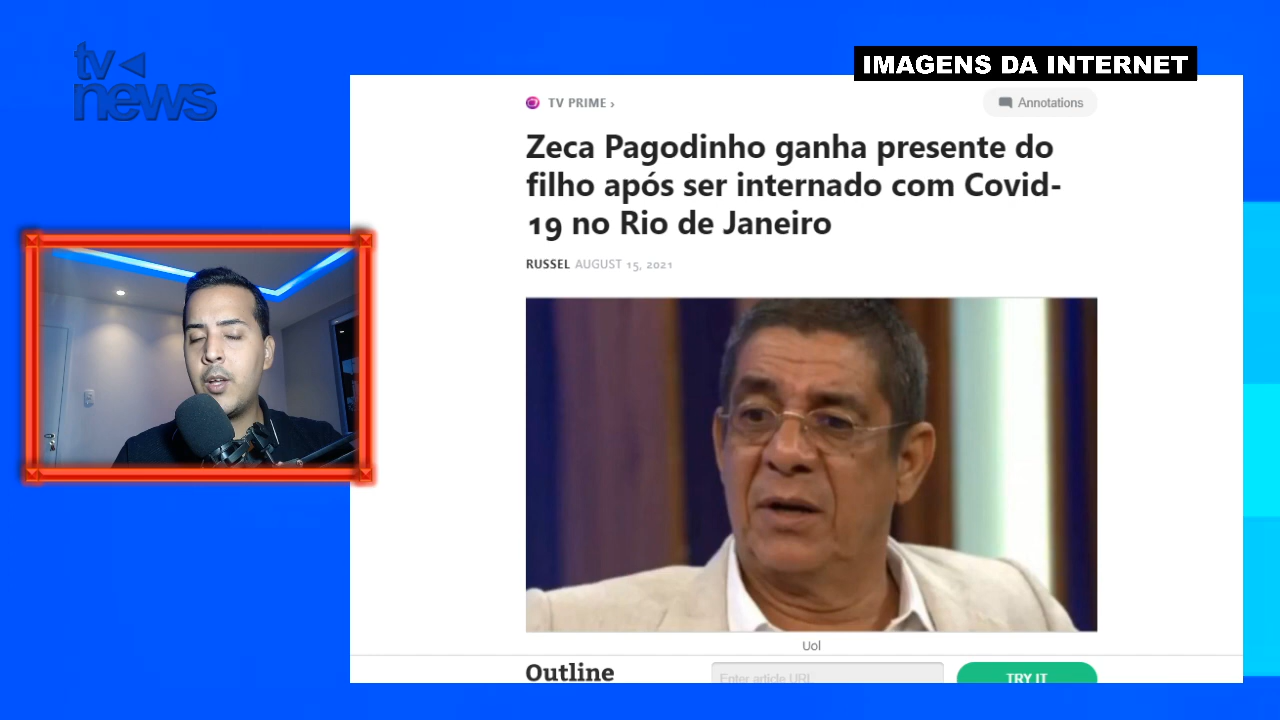 tv
news
IMAGENS DA INTERNET
TV PRIME ›
Annotations
Zeca Pagodinho ganha presente do
filho após ser internado com Covid-
19 no Rio de Janeiro
RUSSEL AUGUST 15, 2021
Uol
Outline
Enter article URL
TRY IT